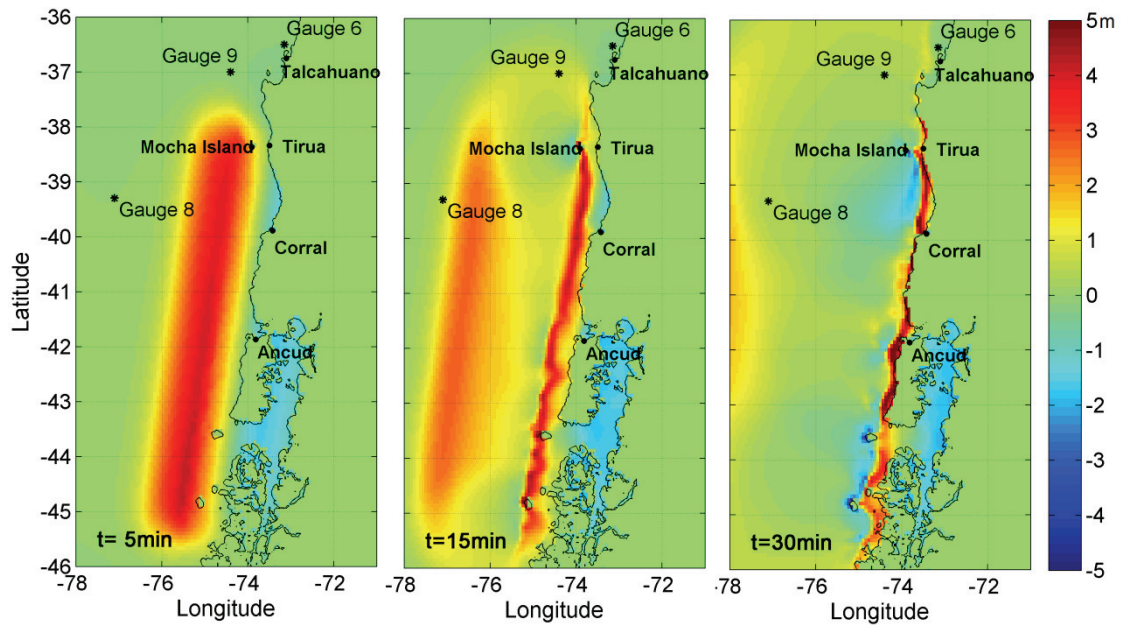 -36
-37
-38
-39
-40
-41
-42
-43
-44
-45
-46
Latitude
Gauge 6
Gauge 9
Talcahuano
Mocha Island
Tirua
Gauge 8
Corral
Ancud
t= 5min
-78
-76
-74
-72
Longitude
Gauge 6
Gauge 9
Talcahuano
Mocha Island
Tirua
Gauge 8
Corral
Ancud
t=15min
-78
-76
-74
-72
Longitude
Gauge 6
Gauge 9
Talcahuano
Mocha Island
Tirua
Gauge 8
Corral
Ancud
t=30min
-78
-76
-74
-72
Longitude
5m
4
3
2
1
0
-1
-2
-3
-4
-5